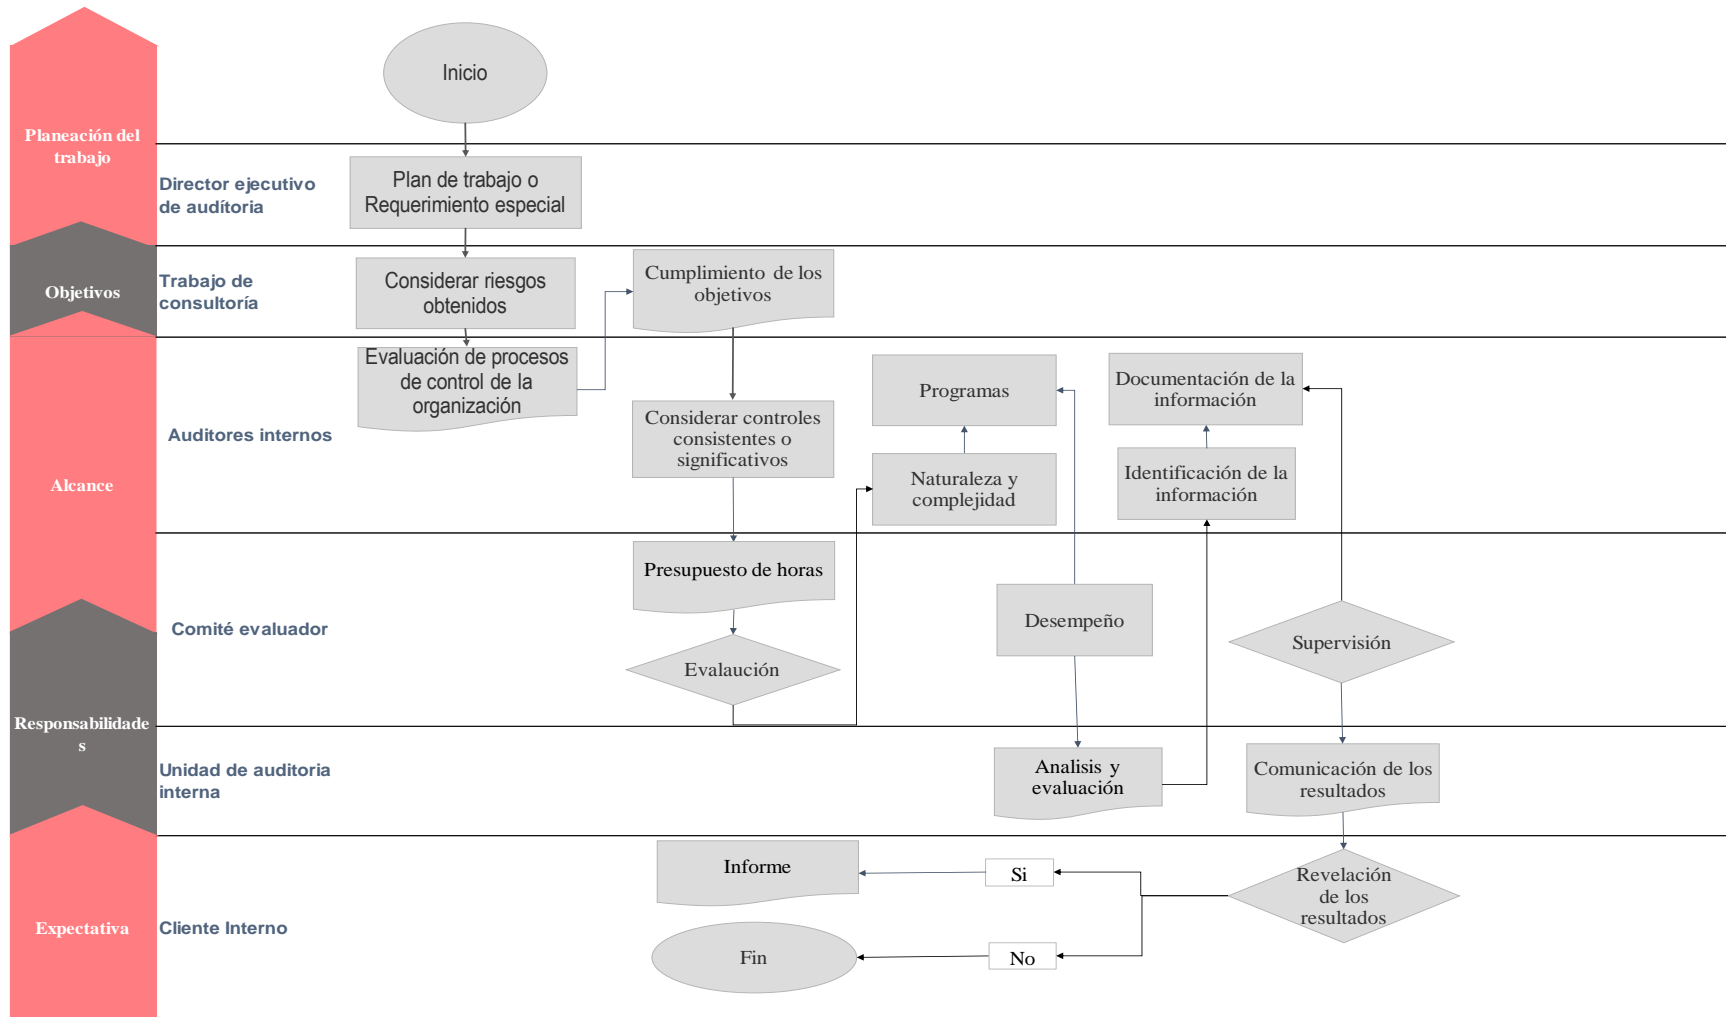 Inicio
Planeación del
trabajo
Director ejecutivo
de audítoria
Plan de trabajo o
Requerimiento especial
Objetivos
Trabajo de
consultoría
Considerar riesgos
obtenidos
Cumplimiento de los
objetivos
Alcance
Auditores internos
Evaluación de procesos
de control de la
organización
Considerar controles
consistentes o
significativos
Programas
Naturaleza y
complejidad
Documentación de la
información
Identificación de la
información
Comité evaluador
Presupuesto de horas
Evalaución
Desempeño
Supervisión
Responsabilidade
s
Unidad de auditoria
interna
Analisis y
evaluación
Comunicación de los
resultados
Expectativa
Cliente Interno
Informe
Si
Revelación
de los
resultados
Fin
No